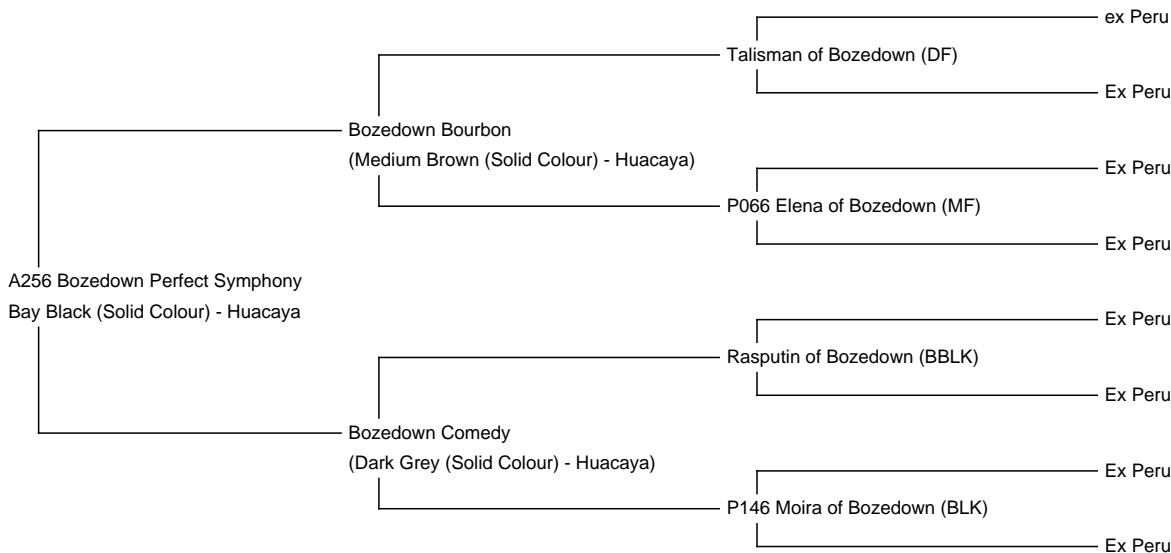 ex Peru
Talisman of Bozedown (DF)
Ex Peru
Bozedown Bourbon
(Medium Brown (Solid Colour) - Huacaya)
Ex Peru
P066 Elena of Bozedown (MF)
Ex Peru
A256 Bozedown Perfect Symphony
Bay Black (Solid Colour) - Huacaya
Ex Peru
Rasputin of Bozedown (BBLK)
Ex Peru
Bozedown Comedy
(Dark Grey (Solid Colour) - Huacaya)
Ex Peru
P146 Moira of Bozedown (BLK)
Ex Peru